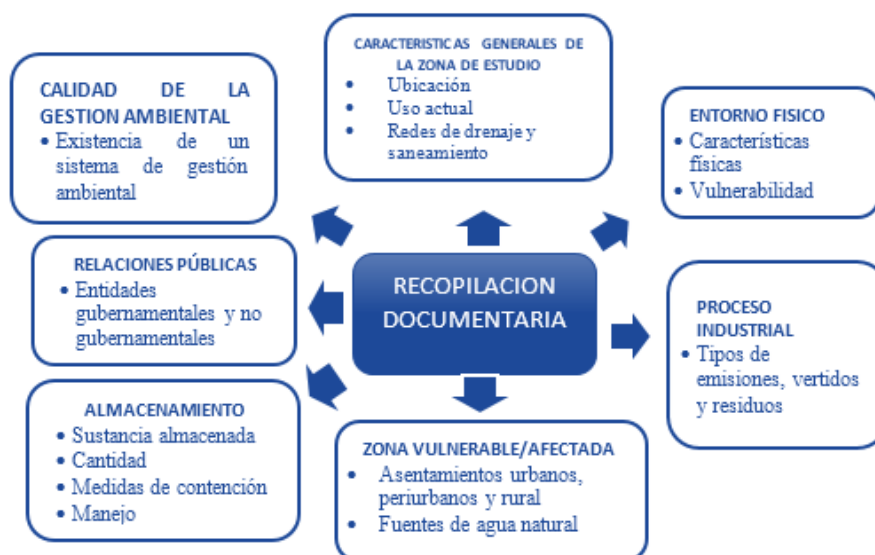 CARACTERISTICAS GENERALES DE
LA ZONA DE ESTUDIO
• Ubicación
• Uso actual
• Redes de drenaje y
saneamiento
CALIDAD DE LA
GESTION AMBIENTAL
• Existencia de un
sistema de gestión
ambiental
ENTORNO FISICO
• Características
físicas
• Vulnerabilidad
RELACIONES PÚBLICAS
• Entidades
gubernamentales y no
gubernamentales
RECOPILACION
DOCUMENTARIA
PROCESO
INDUSTRIAL
• Tipos de
emisiones, vertidos
y residuos
ALMACENAMIENTO
• Sustancia almacenada
• Cantidad
• Medidas de contención
• Manejo
ZONA VULNERABLE/AFECTADA
• Asentamientos urbanos,
periurbanos y rural
• Fuentes de agua natural